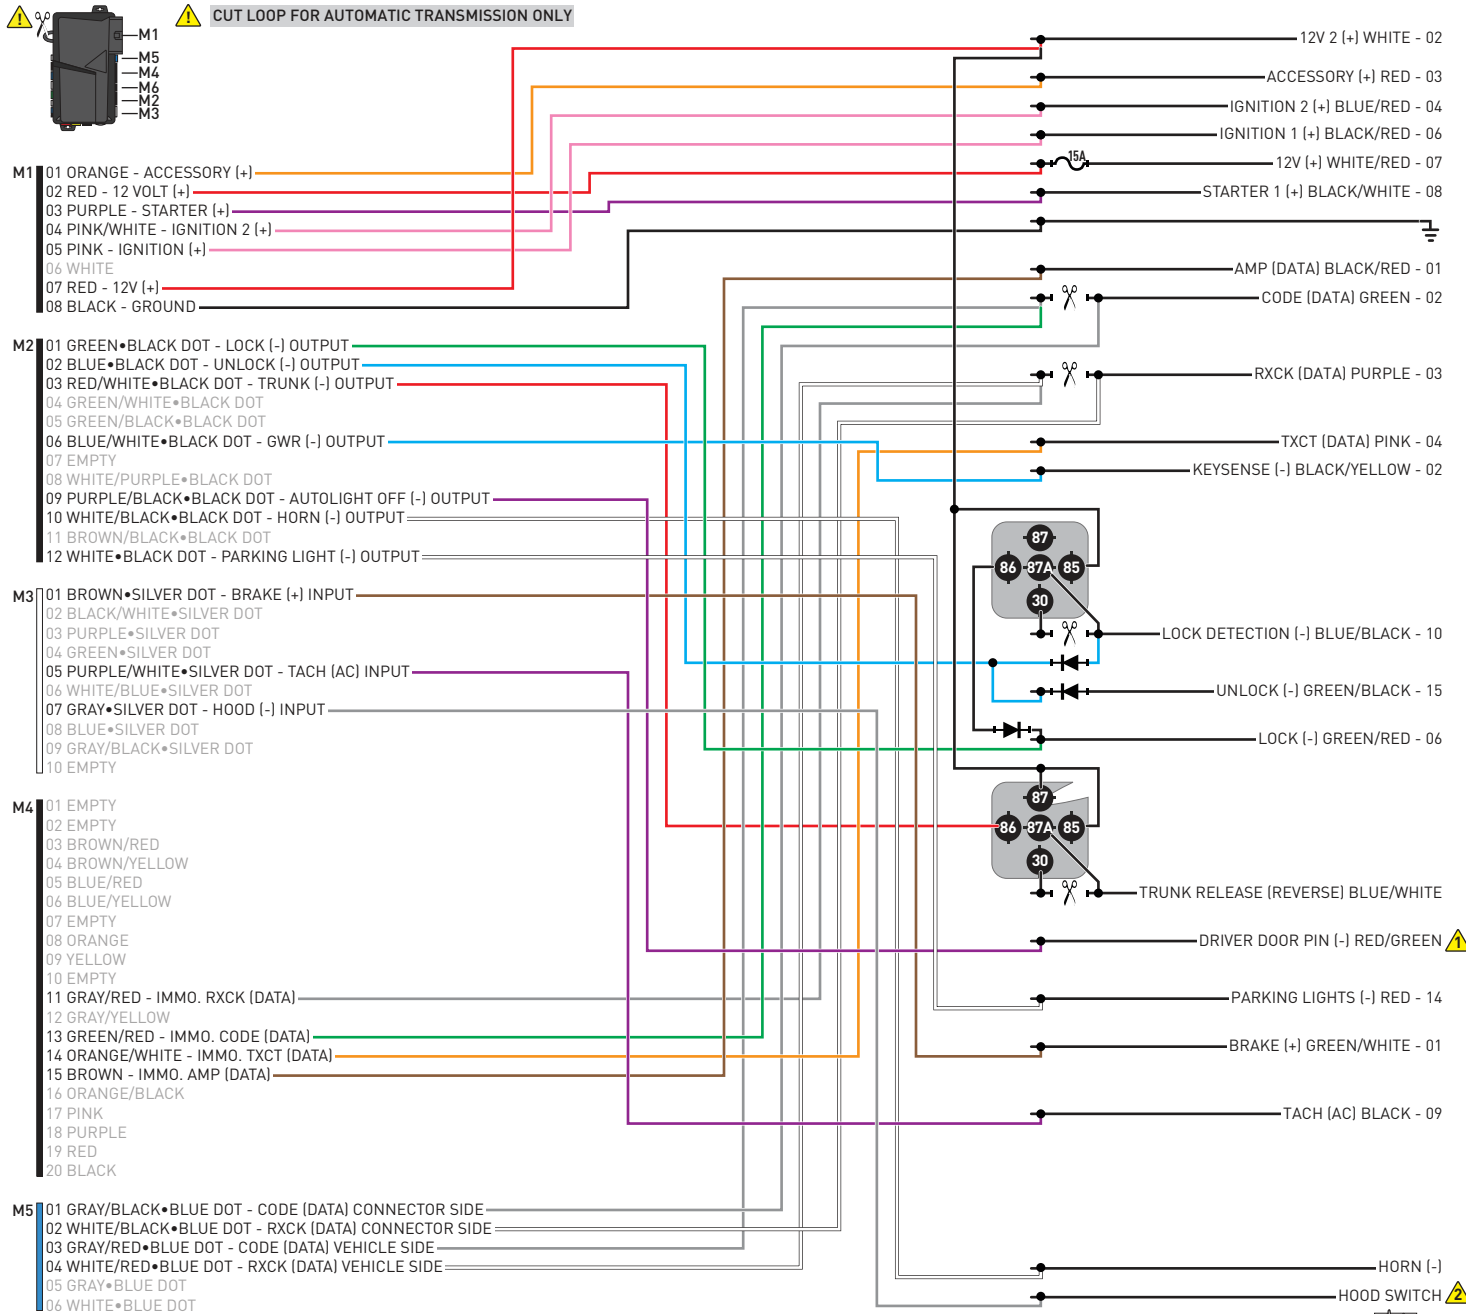 CUT LOOP FOR AUTOMATIC TRANSMISSION ONLY
M1
M5
M4
M6
M2
M3
M1
01 ORANGE - ACCESSORY (+)
02 RED - 12 VOLT (+)
03 PURPLE - STARTER (+)
04 PINK/WHITE - IGNITION 2 (+)
05 PINK - IGNITION (+)
06 WHITE
07 RED - 12V (+)
08 BLACK - GROUND
M2
01 GREEN•BLACK DOT - LOCK (-) OUTPUT
02 BLUE•BLACK DOT - UNLOCK (-) OUTPUT
03 RED/WHITE•BLACK DOT - TRUNK (-) OUTPUT
04 GREEN/WHITE•BLACK DOT
05 GREEN/BLACK•BLACK DOT
06 BLUE/WHITE•BLACK DOT - GWR (-) OUTPUT
07 EMPTY
08 WHITE/PURPLE•BLACK DOT
09 PURPLE/BLACK•BLACK DOT - AUTOLIGHT OFF (-) OUTPUT
10 WHITE/BLACK•BLACK DOT - HORN (-) OUTPUT
11 BROWN/BLACK•BLACK DOT
12 WHITE•BLACK DOT - PARKING LIGHT (-) OUTPUT
M3
01 BROWN•SILVER DOT - BRAKE (+) INPUT
02 BLACK/WHITE•SILVER DOT
03 PURPLE•SILVER DOT
04 GREEN•SILVER DOT
05 PURPLE/WHITE•SILVER DOT - TACH (AC) INPUT
06 WHITE/BLUE•SILVER DOT
07 GRAY•SILVER DOT - HOOD (-) INPUT
08 BLUE•SILVER DOT
09 GRAY/BLACK•SILVER DOT
10 EMPTY
M4
01 EMPTY
02 EMPTY
03 BROWN/RED
04 BROWN/YELLOW
05 BLUE/RED
06 BLUE/YELLOW
07 EMPTY
08 ORANGE
09 YELLOW
10 EMPTY
11 GRAY/RED - IMMO. RXCK (DATA)
12 GRAY/YELLOW
13 GREEN/RED - IMMO. CODE (DATA)
14 ORANGE/WHITE - IMMO. TXCT (DATA)
15 BROWN - IMMO. AMP (DATA)
16 ORANGE/BLACK
17 PINK
18 PURPLE
19 RED
20 BLACK
M5
01 GRAY/BLACK•BLUE DOT - CODE (DATA) CONNECTOR SIDE
02 WHITE/BLACK•BLUE DOT - RXCK (DATA) CONNECTOR SIDE
03 GRAY/RED•BLUE DOT - CODE (DATA) VEHICLE SIDE
04 WHITE/RED•BLUE DOT - RXCK (DATA) VEHICLE SIDE
05 GRAY•BLUE DOT
06 WHITE•BLUE DOT
12V 2 (+) WHITE - 02
ACCESSORY (+) RED - 03
IGNITION 2 (+) BLUE/RED - 04
IGNITION 1 (+) BLACK/RED - 06
15A
12V (+) WHITE/RED - 07
STARTER 1 (+) BLACK/WHITE - 08
AMP (DATA) BLACK/RED - 01
CODE (DATA) GREEN - 02
RXCK (DATA) PURPLE - 03
TXCT (DATA) PINK - 04
KEYSENSE (-) BLACK/YELLOW - 02
87
86 87A 85
30
LOCK DETECTION (-) BLUE/BLACK - 10
UNLOCK (-) GREEN/BLACK - 15
LOCK (-) GREEN/RED - 06
87
86 87A 85
30
TRUNK RELEASE (REVERSE) BLUE/WHITE
DRIVER DOOR PIN (-) RED/GREEN 1
PARKING LIGHTS (-) RED - 14
BRAKE (+) GREEN/WHITE - 01
TACH (AC) BLACK - 09
HORN (-)
HOOD SWITCH 2